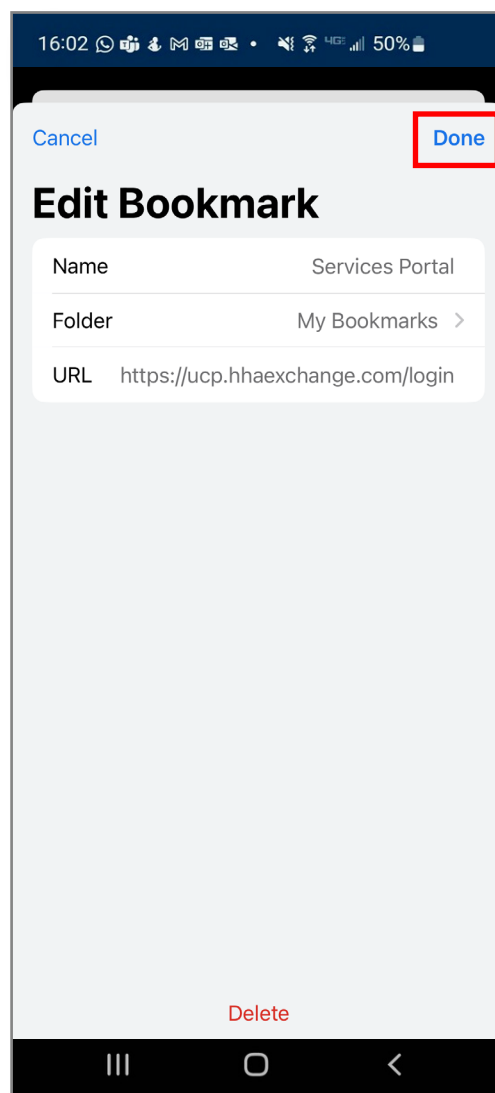 16:02 4GE 50%
Cancel Done
Edit Bookmark
Name Services Portal
Folder My Bookmarks
URL https://ucp.hhaexchange.com/login
Delete